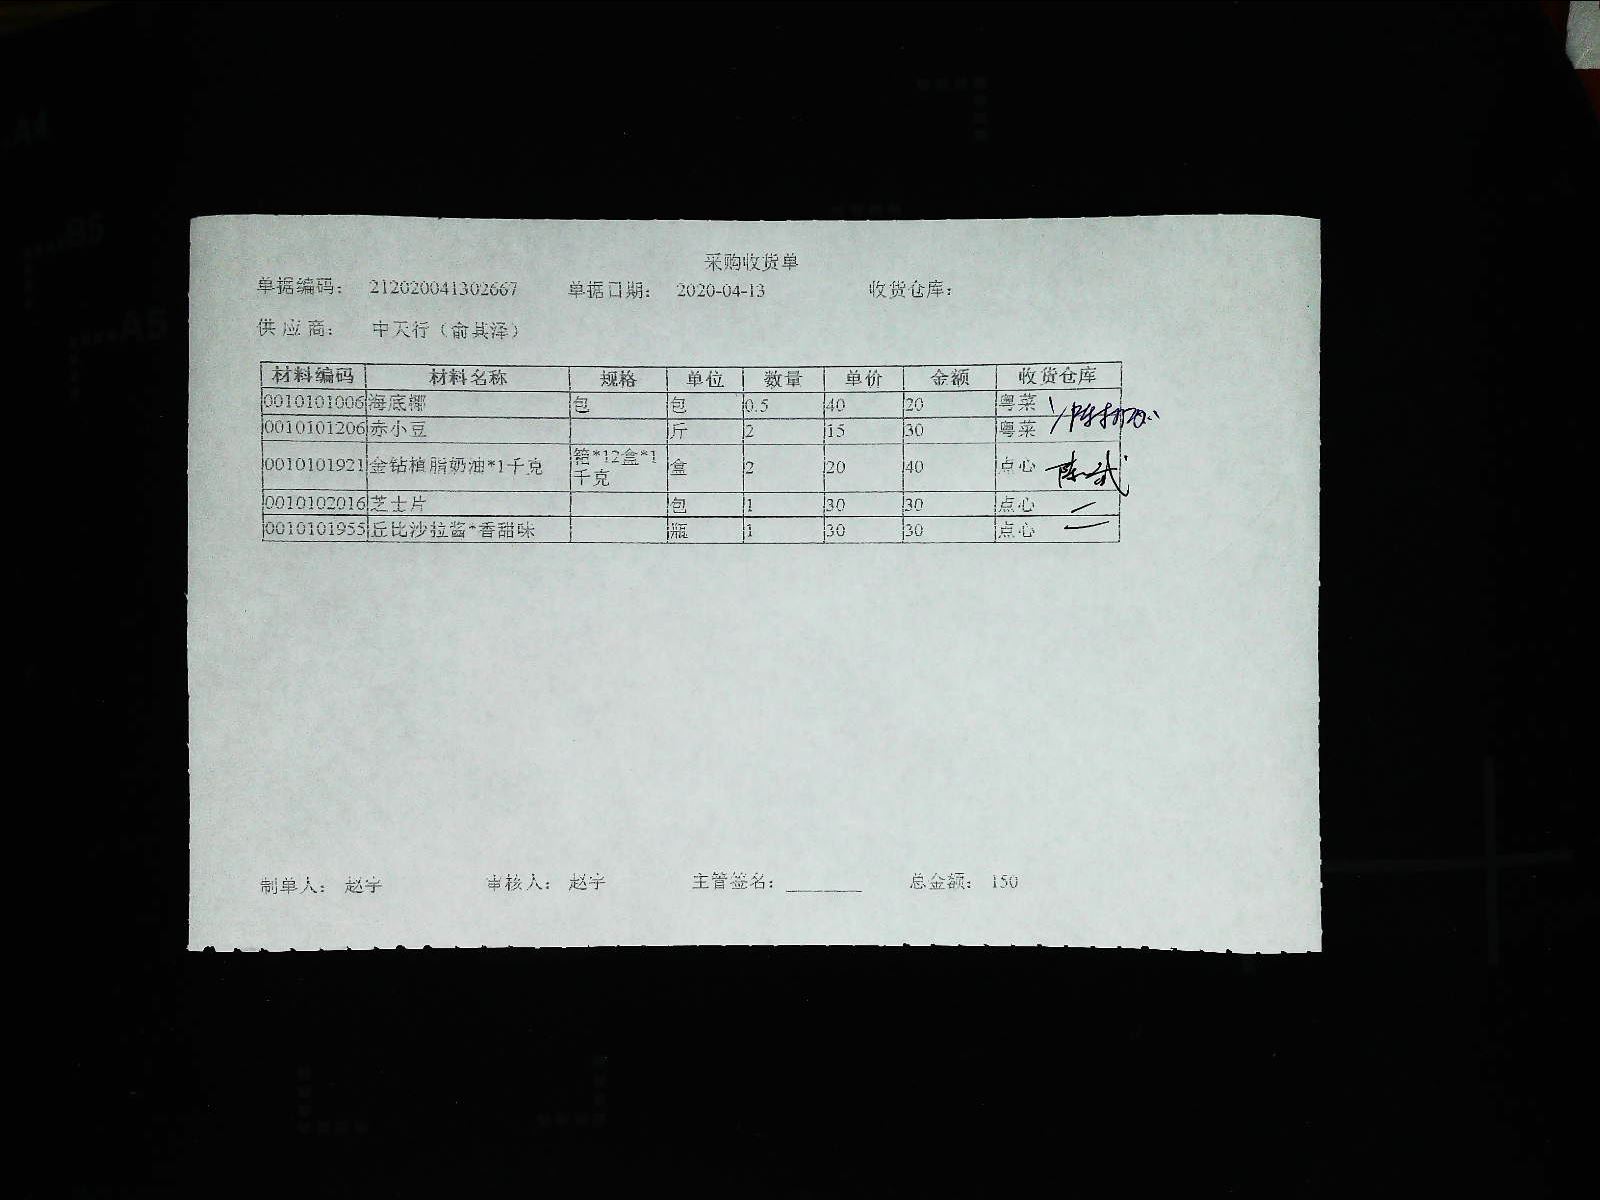 A4
B5
A5
采购收货单
单据编码： 212020041302667 单据日期： 2020-04-13 收货仓库：
供 应 商： 中天行（俞其泽）
材料编码 材料名称 规格 单位 数量 单价 金额 收货仓库
0010101006 海底椰 包 包 0.5 40 20 粤菜
0010101206 赤小豆 斤 2 15 30 粤菜
0010101921 金钻植脂奶油*1千克 箱*12盒*1千克 盒 2 20 40 点心
0010102016 芝士片 包 1 30 30 点心
0010101955 丘比沙拉酱*香甜味 瓶 1 30 30 点心
制单人： 赵宇 审核人： 赵宇 主管签名： 总金额： 150